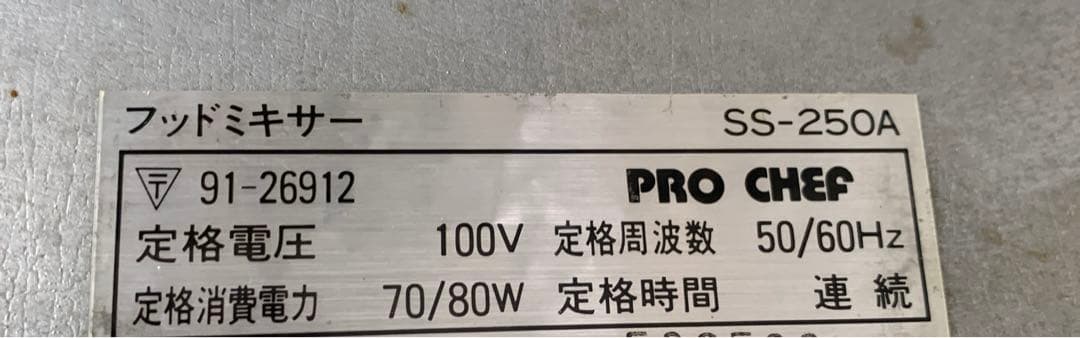 フッドミキサー SS-250A
〒 91-26912 PRO CHEF
定格電圧 100V 定格周波数 50/60Hz
定格消費電力 70/80W 定格時間 連続